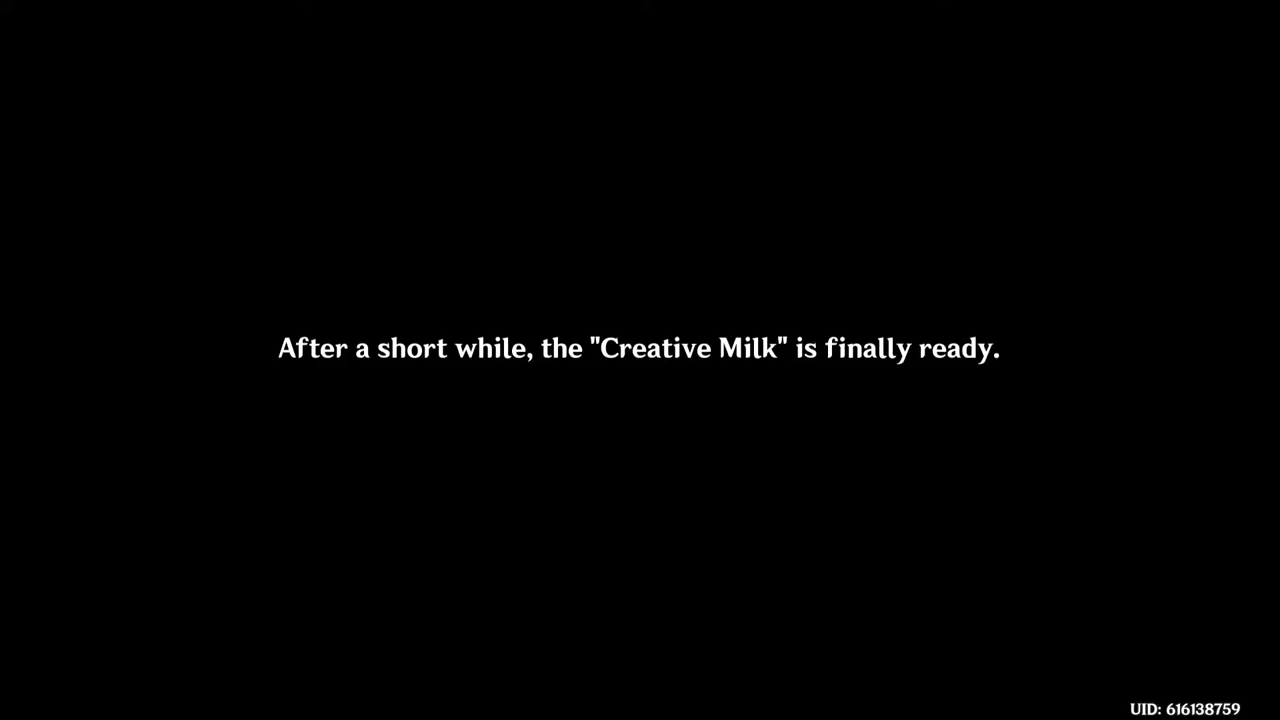 After a short while, the "Creative Milk" is finally ready.
UID: 616138759